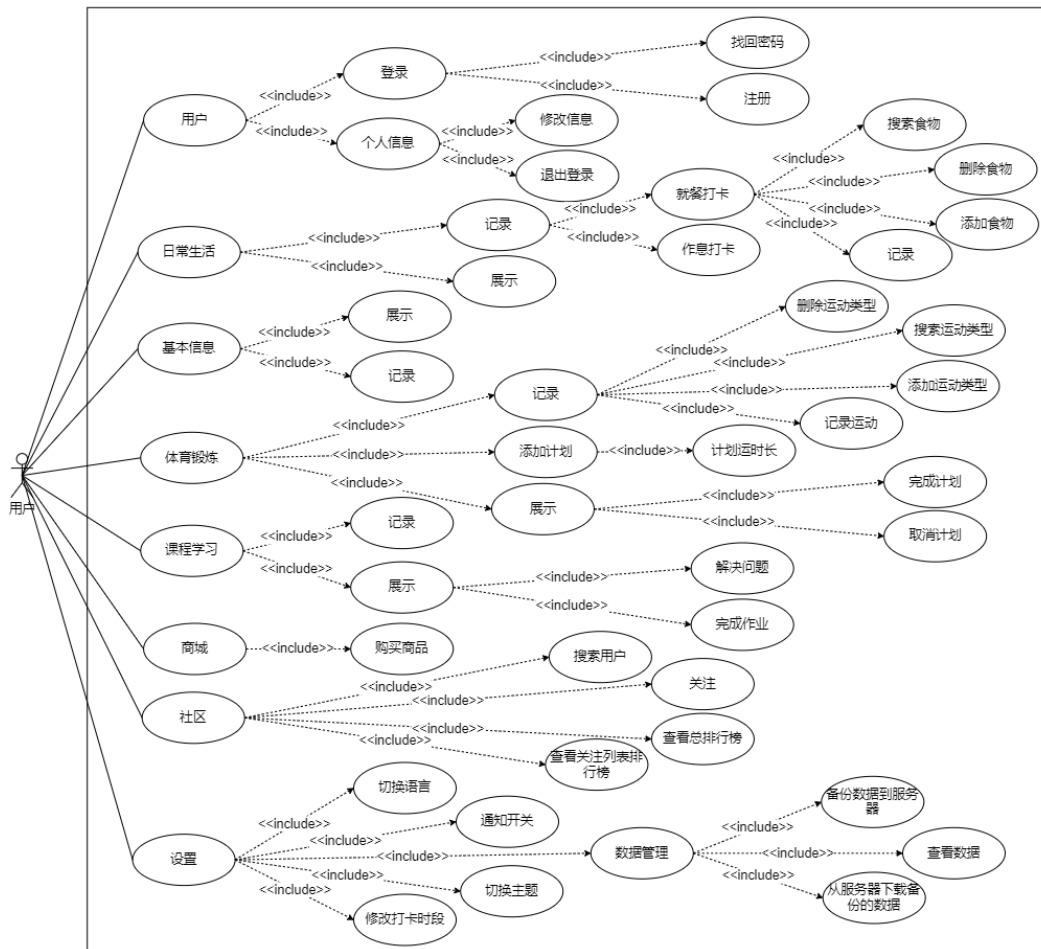 找回密码
<<include>>
登录
<<include>>
注册
<<include>>
用户
<<include>>
个人信息
<<include>>
修改信息
<<include>>
退出登录
搜索食物
<<include>>
删除食物
<<include>>
就餐打卡
<<include>>
添加食物
<<include>>
记录
<<include>>
记录
<<include>>
作息打卡
<<include>>
日常生活
<<include>>
展示
展示
<<include>>
基本信息
<<include>>
记录
删除运动类型
<<include>>
搜索运动类型
<<include>>
记录
<<include>>
添加运动类型
<<include>>
记录运动
<<include>>
体育锻炼
<<include>>
添加计划
<<include>>
计划运时长
<<include>>
展示
<<include>>
完成计划
<<include>>
取消计划
用户
记录
<<include>>
课程学习
<<include>>
展示
<<include>>
解决问题
<<include>>
完成作业
商城
<<include>>
购买商品
搜索用户
<<include>>
关注
<<include>>
社区
<<include>>
查看总排行榜
<<include>>
查看关注列表排
行榜
切换语言
<<include>>
通知开关
<<include>>
设置
<<include>>
数据管理
<<include>>
备份数据到服务
器
<<include>>
查看数据
<<include>>
从服务器下载备
份的数据
<<include>>
切换主题
<<include>>
修改打卡时段